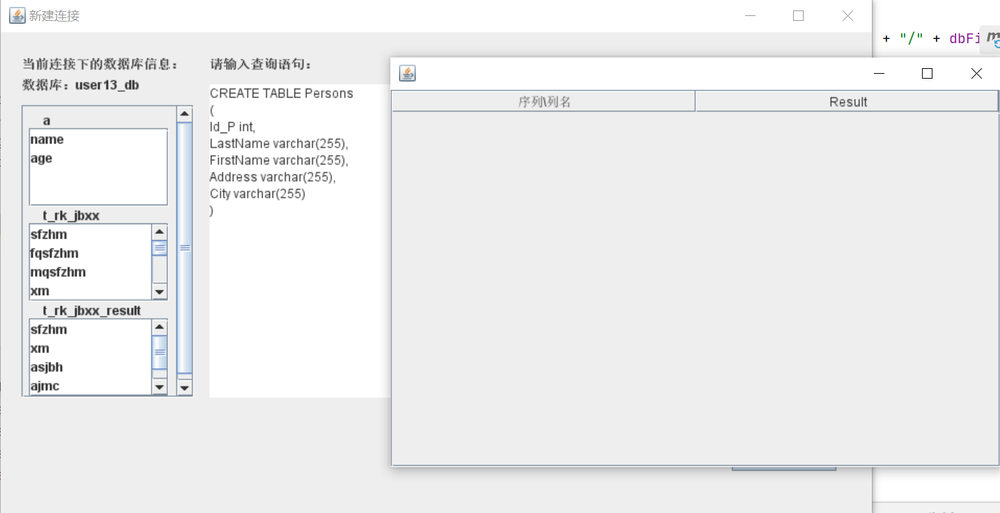 新建连接
+ "/" + dbFi
当前连接下的数据库信息：
数据库：user13_db
a
name
age
t_rk_jbxx
sfzhm
fqsfzhm
mqsfzhm
xm
t_rk_jbxx_result
sfzhm
xm
asjbh
ajmc
请输入查询语句：
CREATE TABLE Persons
(
Id_P int,
LastName varchar(255),
FirstName varchar(255),
Address varchar(255),
City varchar(255)
)
序列\列名
Result